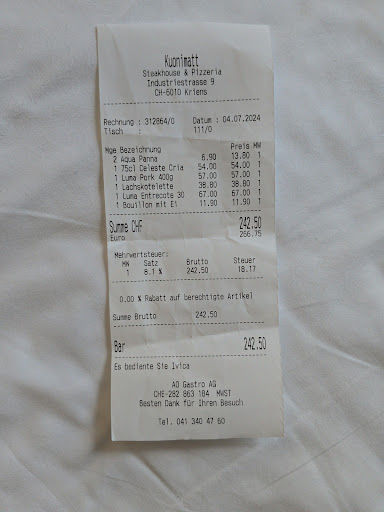 Kuonimatt
Steakhouse & Pizzeria
Industriestrasse 9
CH-6010 Kriens
Rechnung : 312864/0 Datum : 04.07.2024
Tisch : 111/0
Mge Bezeichnung Preis MW
2 Aqua Panna 6.90 13.80 1
1 75cl Celeste Cria 54.00 54.00 1
1 Luma Pork 400g 57.00 57.00 1
1 Lachskotelette 38.80 38.80 1
1 Luma Entrecote 30 67.00 67.00 1
1 Bouillon mit Ei 11.90 11.90 1
Summe CHF 242.50
Euro 266.75
Mehrwertsteuer:
MW Satz Brutto Steuer
1 8.1 % 242.50 18.17
0.00 % Rabatt auf berechtigte Artikel
Summe Brutto 242.50
Bar 242.50
Es bediente Sie Ivica
AD Gastro AG
CHE-282 863 184 MWST
Besten Dank für Ihren Besuch
Tel. 041 340 47 60